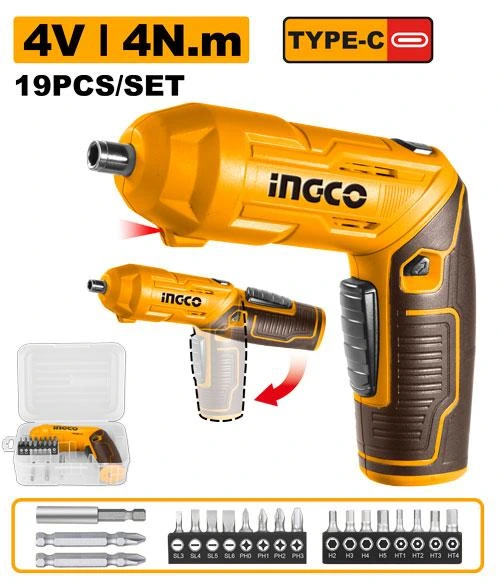 4V | 4N.m
TYPE-C
19PCS/SET
INGCO
INGCO
SL3 SL4 SL5 SL6 PH0 PH1 PH2 PH3
H2 H3 H4 H5 HT1 HT2 HT3 HT4